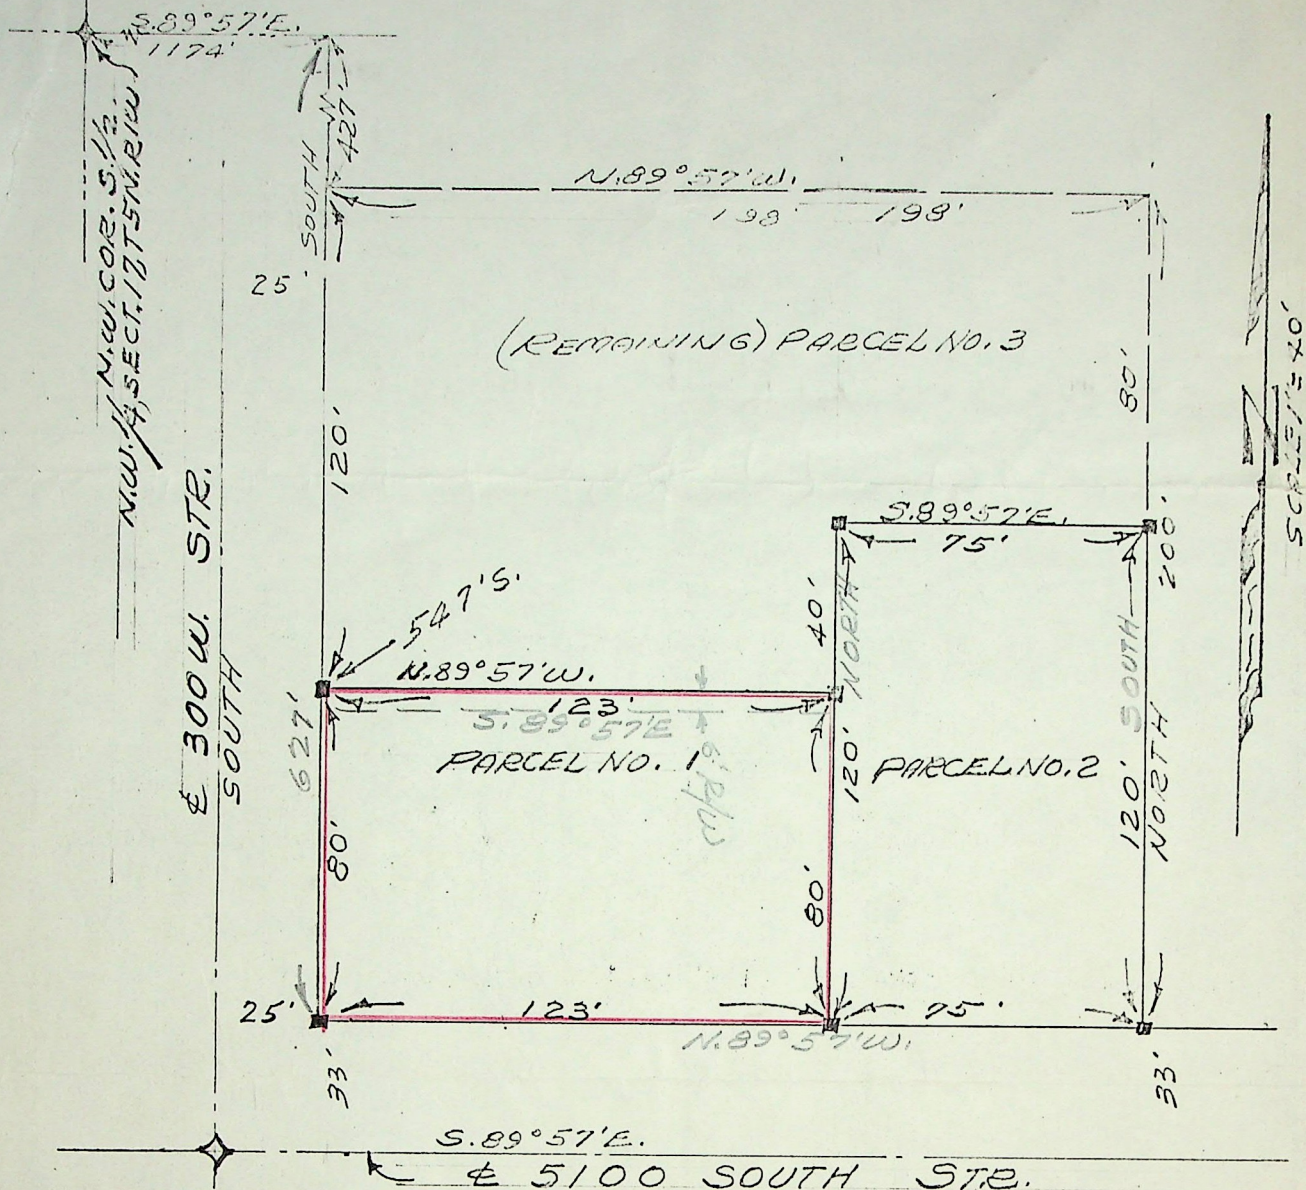 S.89°57'E.
1174'
N.W. COR. S.1/2
N.W.1/4, SECT.17, T5N.R1W
SOUTH
427'
N.89°57'W.
198' 198'
25'
(REMAINING) PARCEL NO. 3
80'
SCALE 1"=40'
120'
S.89°57'E.
75'
200'
℄ 300 W. STR.
SOUTH
547'S.
40'
NORTH
SOUTH
N.89°57'W.
123'
S. 89°57'E
627'
PARCEL NO. 1
6' R/W
120'
PARCEL NO. 2
120'
NORTH
80'
80'
25'
123'
75'
N.89°57'W.
33'
33'
S.89°57'E.
℄ 5100 SOUTH STR.